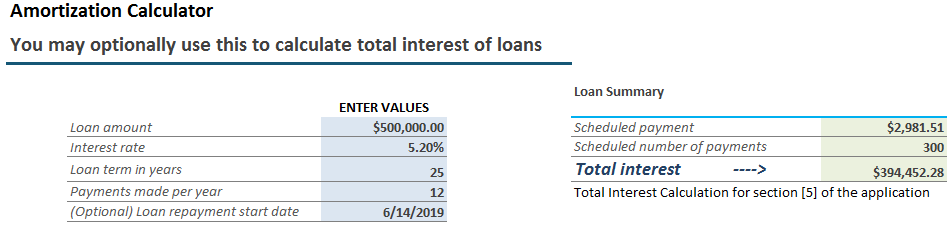 Amortization Calculator
You may optionally use this to calculate total interest of loans
ENTER VALUES
Loan amount $500,000.00
Interest rate 5.20%
Loan term in years 25
Payments made per year 12
(Optional) Loan repayment start date 6/14/2019
Loan Summary
Scheduled payment $2,981.51
Scheduled number of payments 300
Total interest ----> $394,452.28
Total Interest Calculation for section [5] of the application